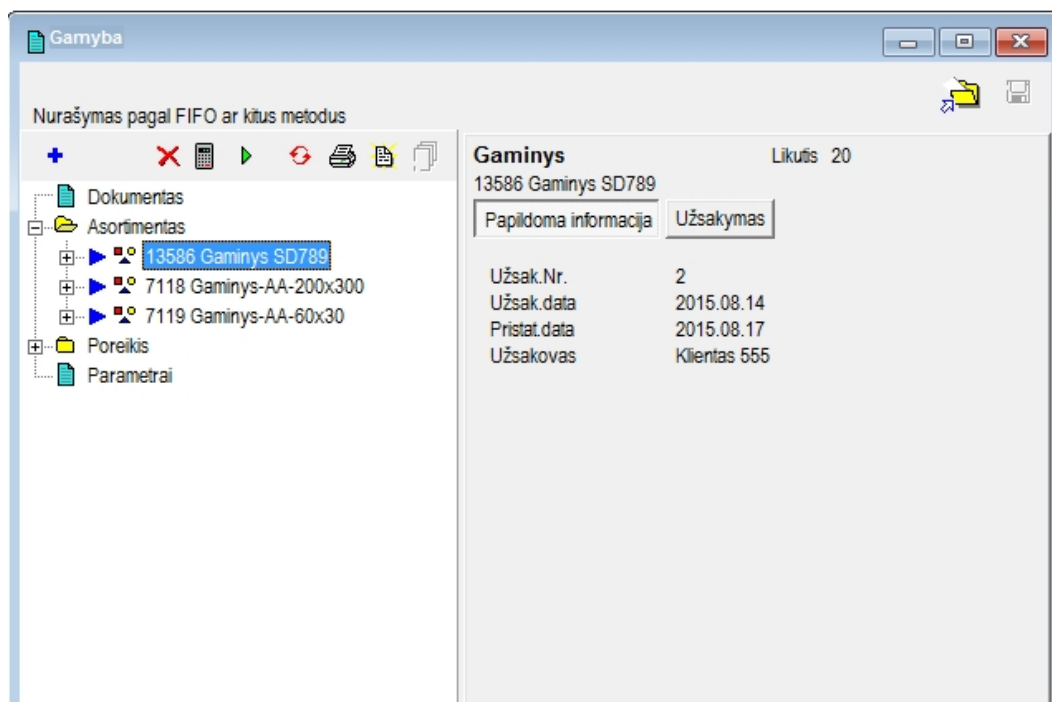 Gamyba
Nurašymas pagal FIFO ar kitus metodus
Dokumentas
Asortimentas
13586 Gaminys SD789
7118 Gaminys-AA-200x300
7119 Gaminys-AA-60x30
Poreikis
Parametrai
Gaminys Likutis 20
13586 Gaminys SD789
Papildoma informacija Užsakymas
Užsak.Nr. 2
Užsak.data 2015.08.14
Pristat.data 2015.08.17
Užsakovas Klientas 555